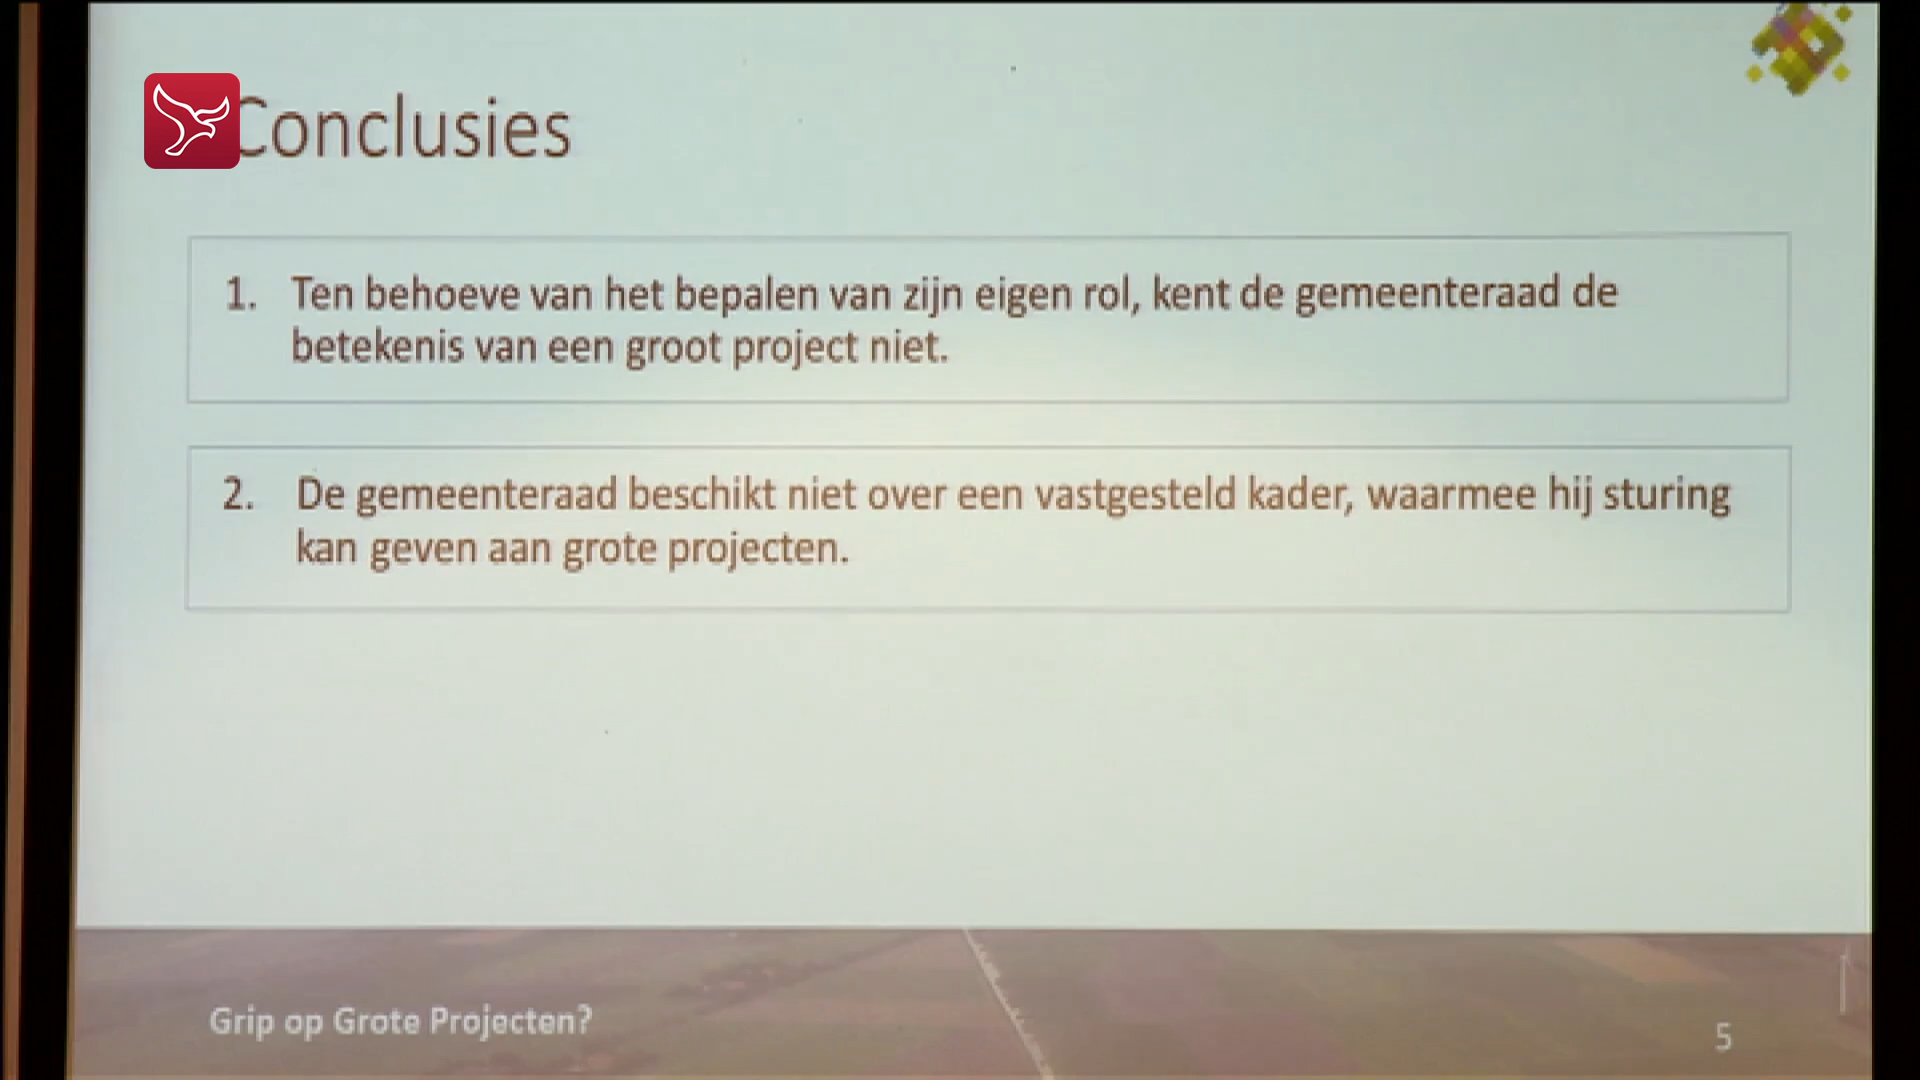 Conclusies
1. Ten behoeve van het bepalen van zijn eigen rol, kent de gemeenteraad de
betekenis van een groot project niet.
2. De gemeenteraad beschikt niet over een vastgesteld kader, waarmee hij sturing
kan geven aan grote projecten.
Grip op Grote Projecten?
5